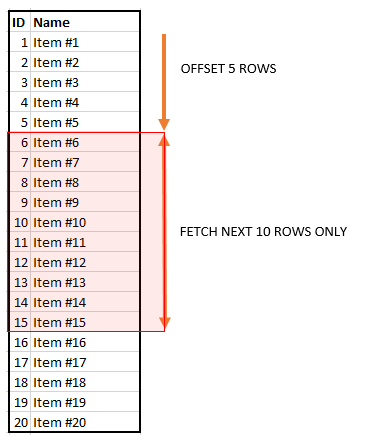 ID Name
1 Item #1
2 Item #2
OFFSET 5 ROWS
3 Item #3
4 Item #4
5 Item #5
6 Item #6
7 Item #7
8 Item #8
9 Item #9
10 Item #10
FETCH NEXT 10 ROWS ONLY
11 Item #11
12 Item #12
13 Item #13
14 Item #14
15 Item #15
16 Item #16
17 Item #17
18 Item #18
19 Item #19
20 Item #20